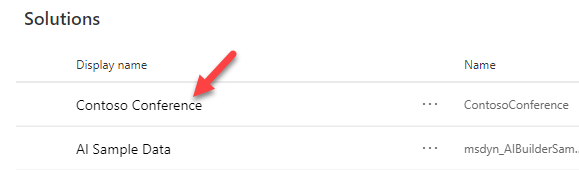 Solutions
Display name Name
Contoso Conference ... ContosoConference
AI Sample Data ... msdyn_AIBuilderSam...